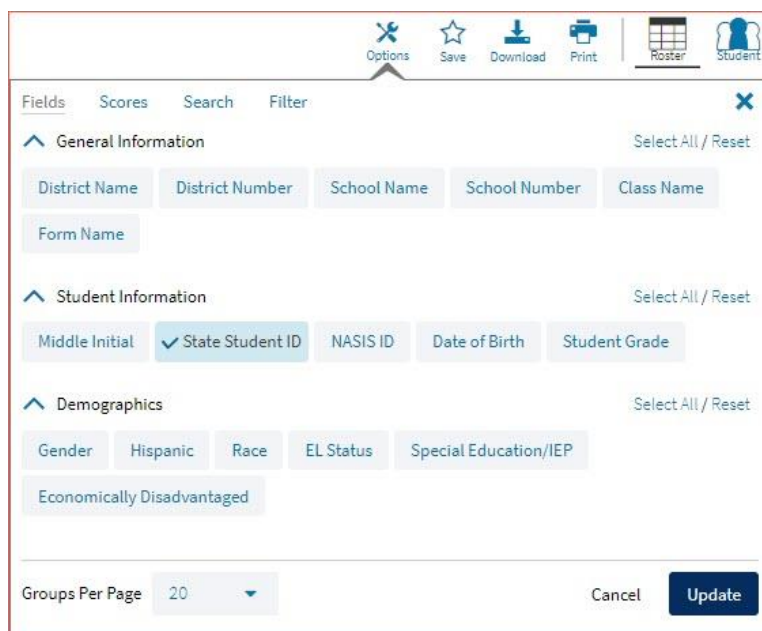 Options Save Download Print Roster Student
Fields Scores Search Filter
General Information Select All / Reset
District Name District Number School Name School Number Class Name
Form Name
Student Information Select All / Reset
Middle Initial State Student ID NASIS ID Date of Birth Student Grade
Demographics Select All / Reset
Gender Hispanic Race EL Status Special Education/IEP
Economically Disadvantaged
Groups Per Page 20 Cancel Update